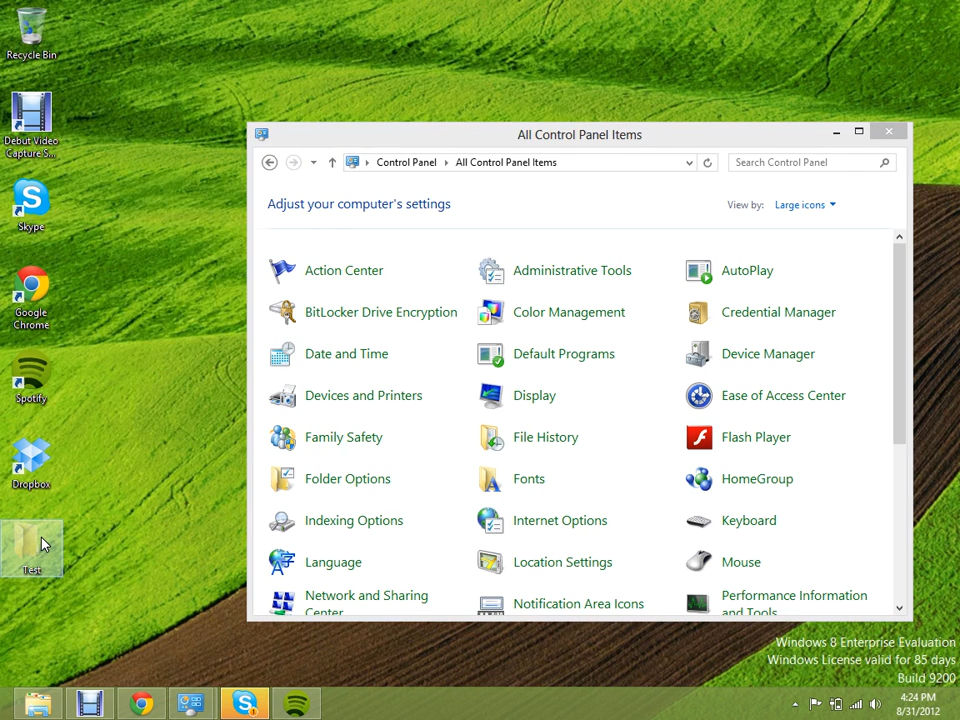 Recycle Bin
Debut Video
Capture S...
Skype
Google
Chrome
Spotify
Dropbox
Test
All Control Panel Items
Control Panel
All Control Panel Items
Search Control Panel
Adjust your computer's settings
View by: Large icons
Action Center
Administrative Tools
AutoPlay
BitLocker Drive Encryption
Color Management
Credential Manager
Date and Time
Default Programs
Device Manager
Devices and Printers
Display
Ease of Access Center
Family Safety
File History
Flash Player
Folder Options
Fonts
HomeGroup
Indexing Options
Internet Options
Keyboard
Language
Location Settings
Mouse
Network and Sharing
Center
Notification Area Icons
Performance Information
and Tools
Windows 8 Enterprise Evaluation
Windows License valid for 85 days
Build 9200
4:24 PM
8/31/2012